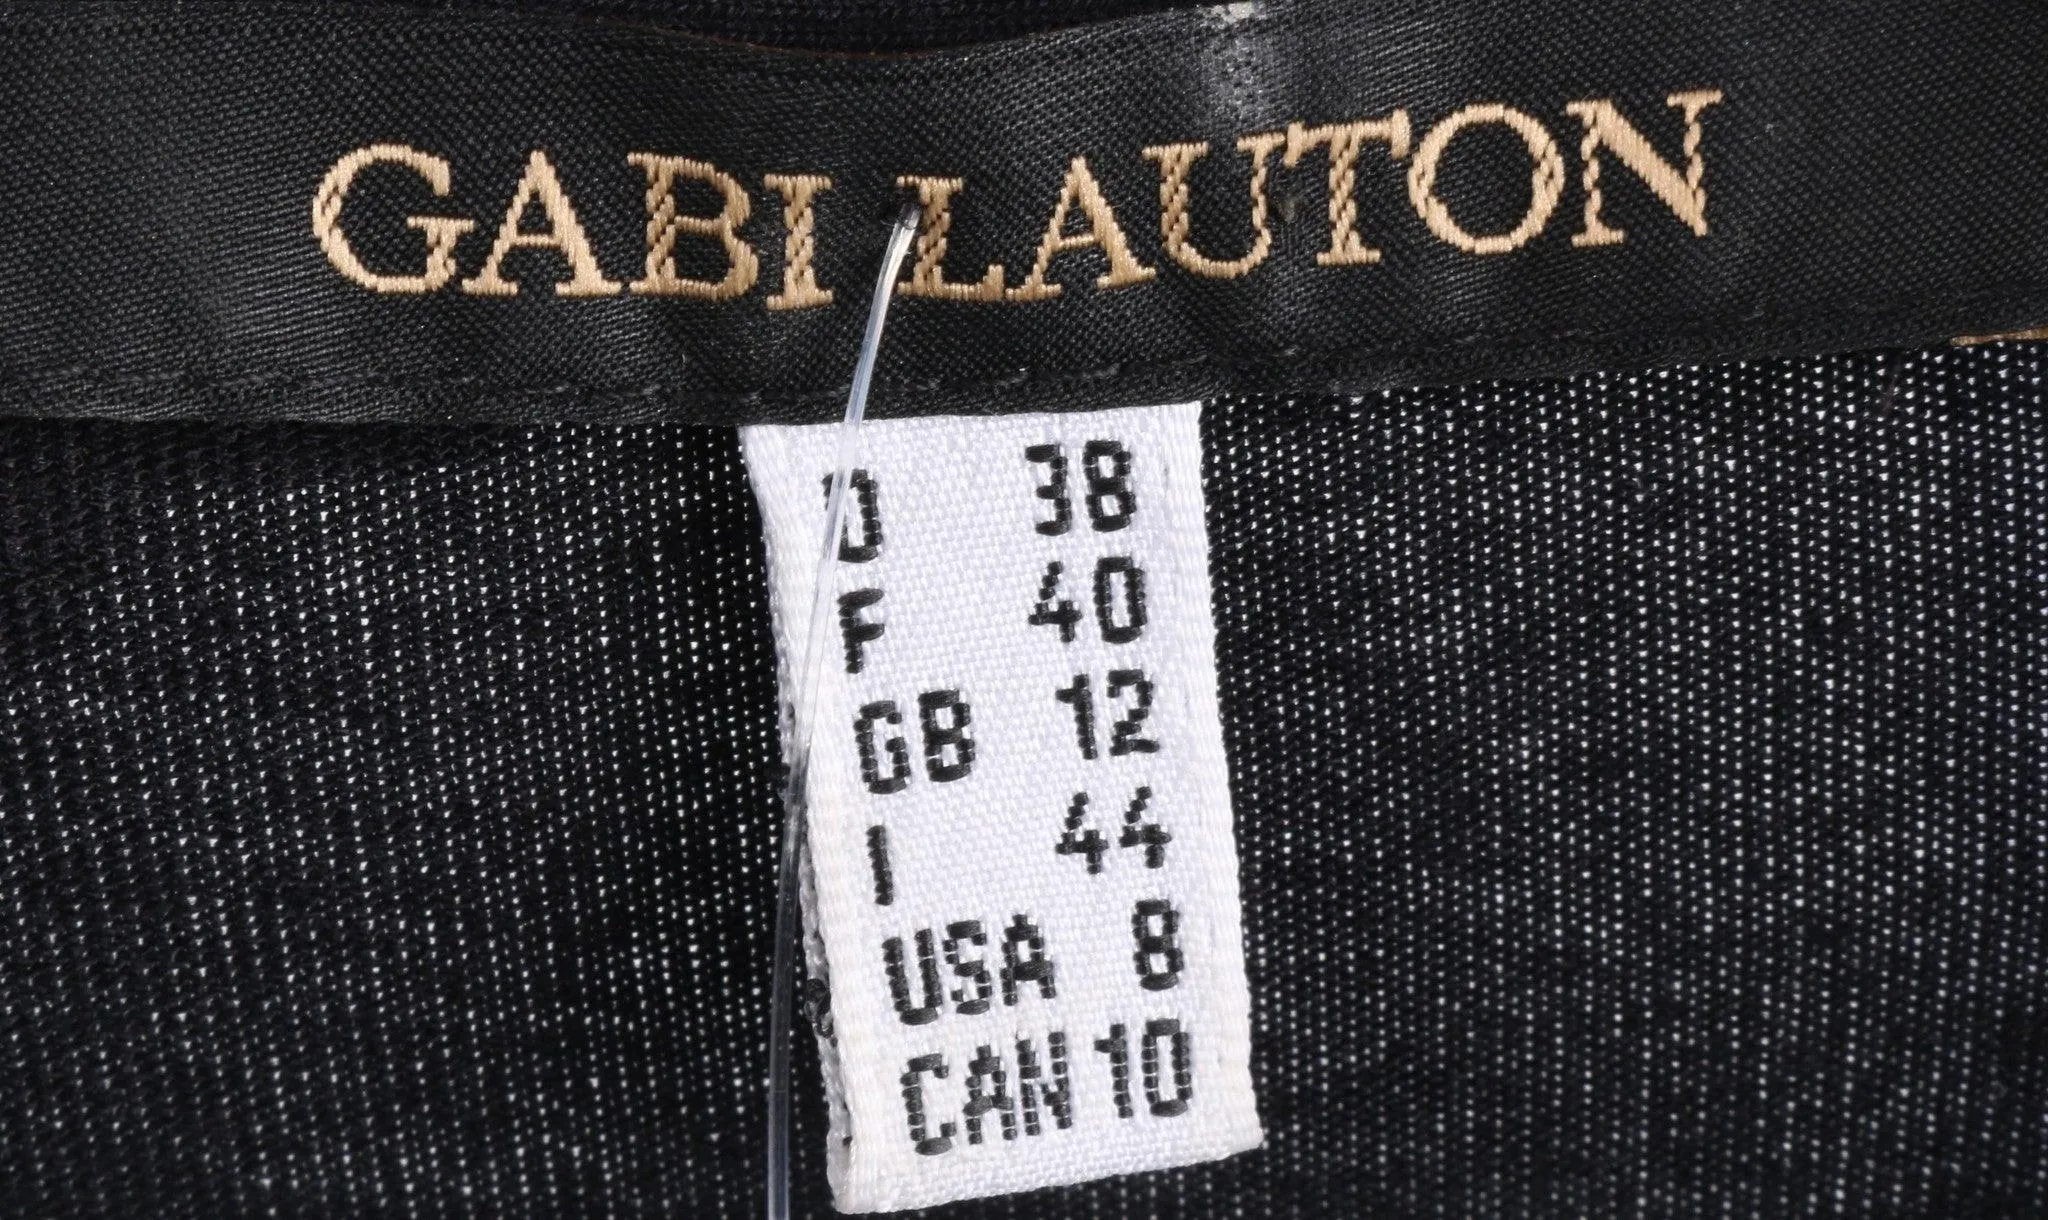 GABI LAUTON
D 38
F 40
GB 12
I 44
USA 8
CAN 10